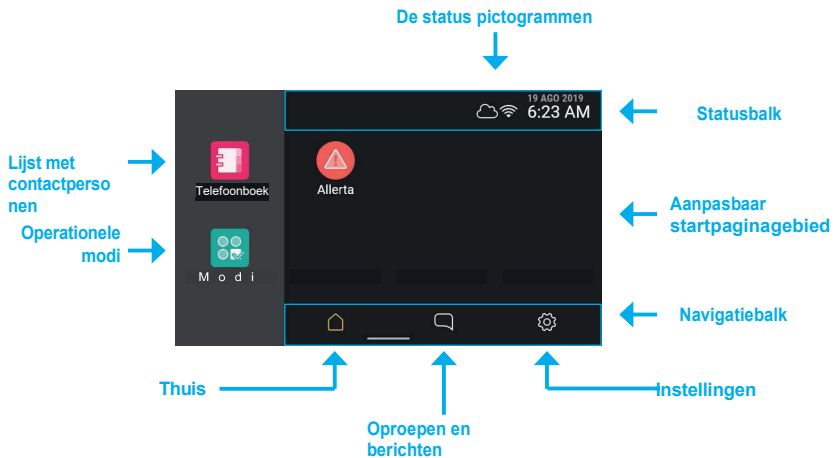 De status pictogrammen
19 AGO 2019
6:23 AM
Statusbalk
Lijst met
contactperso
nen
Telefoonboek
Allerta
Aanpasbaar
startpaginagebied
Operationele
modi
Modi
Navigatiebalk
Thuis
Instellingen
Oproepen en
berichten